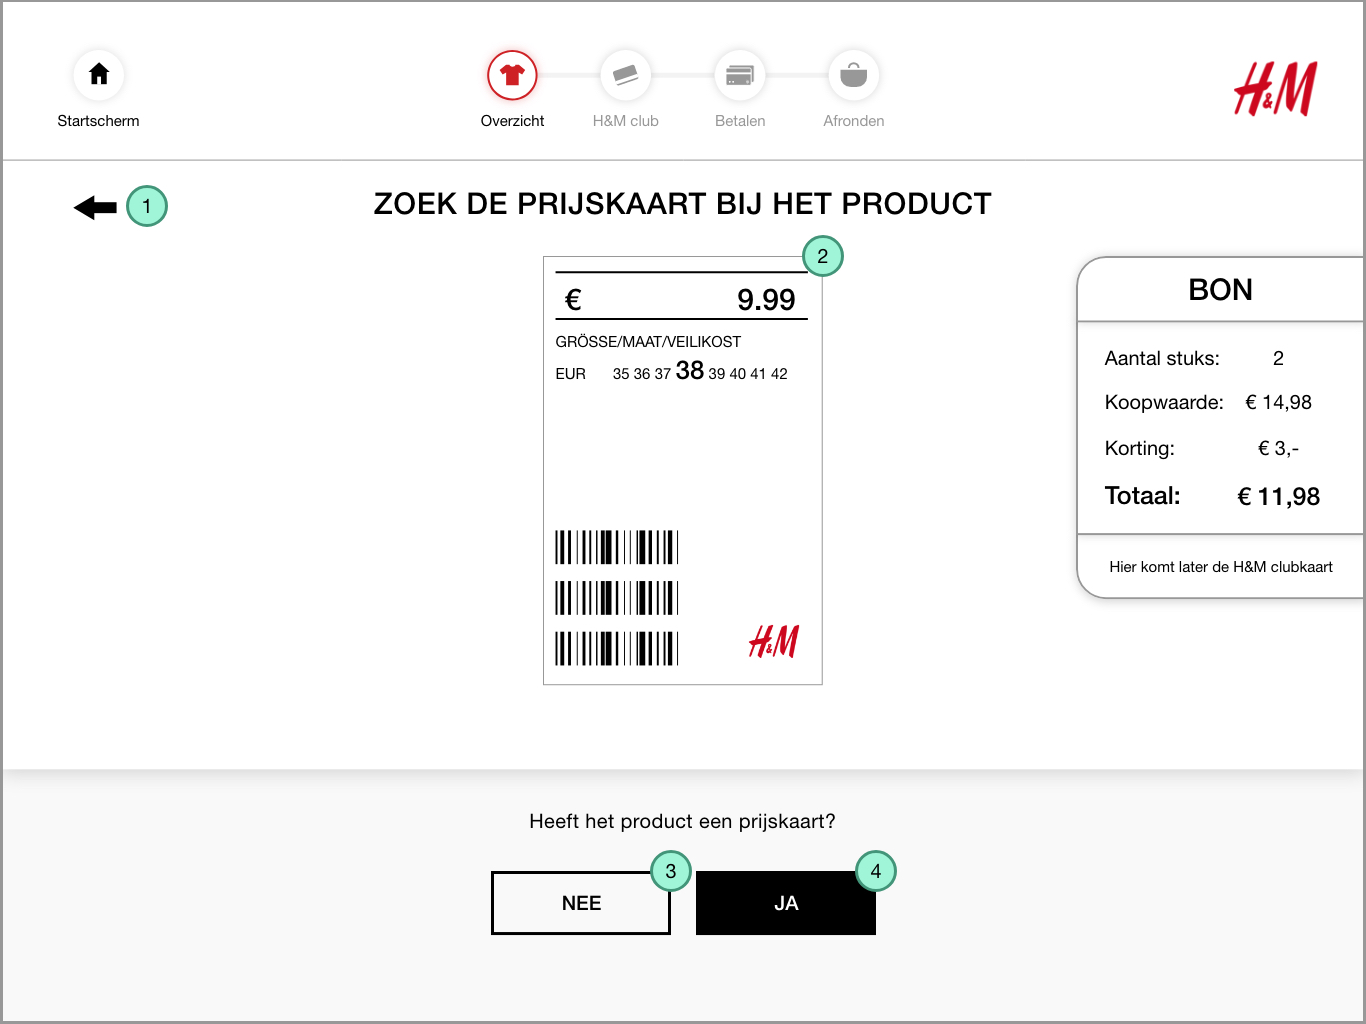 Startscherm
Overzicht
H&M club
Betalen
Afronden
H&M
1
ZOEK DE PRIJSKAART BIJ HET PRODUCT
2
€ 9.99
GRÖSSE/MAAT/VEILIKOST
EUR 35 36 37 38 39 40 41 42
H&M
BON
Aantal stuks: 2
Koopwaarde: € 14,98
Korting: € 3,-
Totaal: € 11,98
Hier komt later de H&M clubkaart
Heeft het product een prijskaart?
3
NEE
4
JA